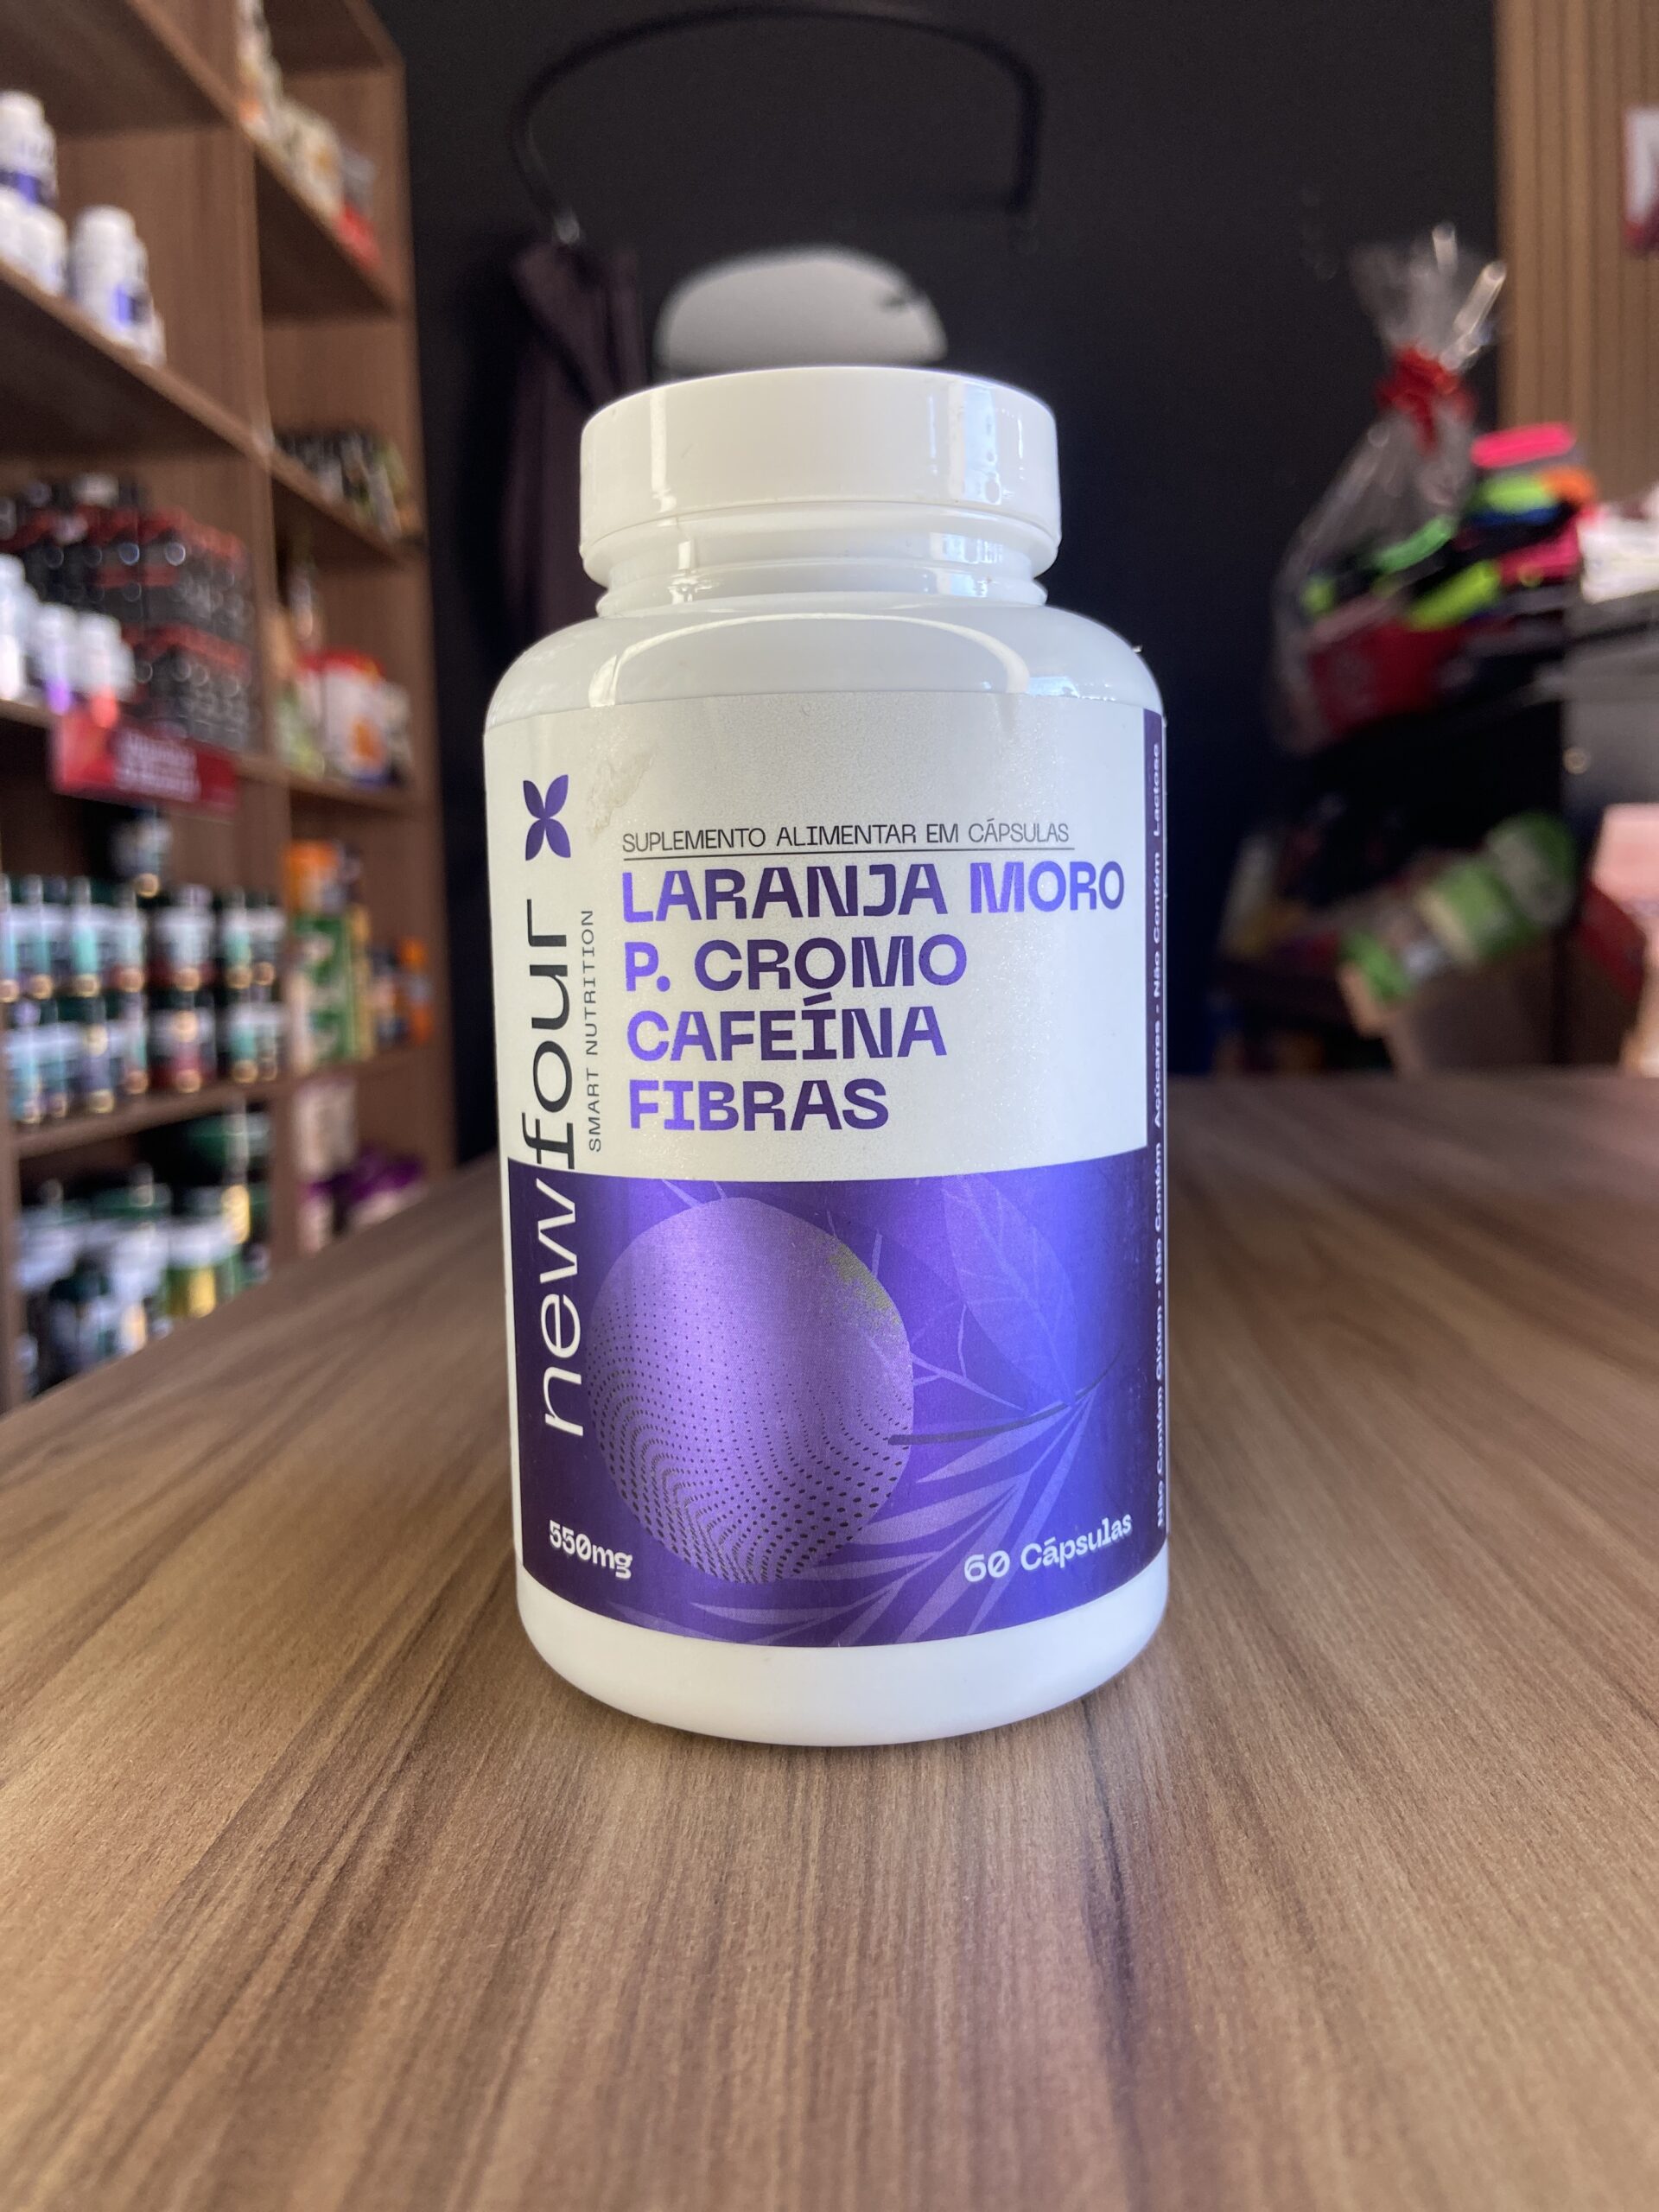 newfour
SMART NUTRITION
SUPLEMENTO ALIMENTAR EM CÁPSULAS
LARANJA MORO
P. CROMO
CAFEÍNA
FIBRAS
550mg
60 Cápsulas
Não Contém Glúten - Não Contém Açúcares - Não Contém Lactose